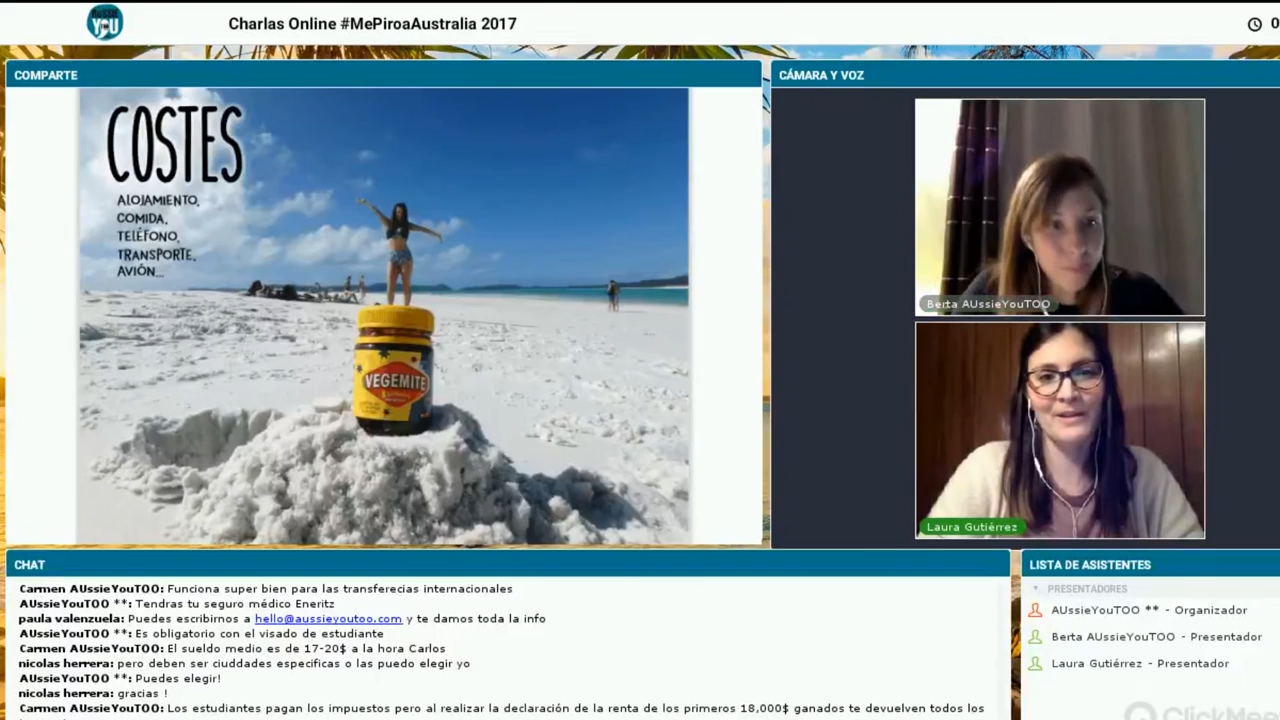 AUSSIE
YOU
TOO
Charlas Online #MePiroaAustralia 2017
0
COMPARTE
CÁMARA Y VOZ
COSTES
ALOJAMIENTO,
COMIDA,
TELÉFONO,
TRANSPORTE,
AVIÓN...
VEGEMITE
Berta AUssieYouTOO
Laura Gutiérrez
CHAT
Carmen AUssieYouTOO: Funciona super bien para las transferecias internacionales
AUssieYouTOO **: Tendras tu seguro médico Eneritz
paula valenzuela: Puedes escribirnos a hello@aussieyoutoo.com y te damos toda la info
AUssieYouTOO **: Es obligatorio con el visado de estudiante
Carmen AUssieYouTOO: El sueldo medio es de 17-20$ a la hora Carlos
nicolas herrera: pero deben ser ciuddades especificas o las puedo elegir yo
AUssieYouTOO **: Puedes elegir!
nicolas herrera: gracias !
Carmen AUssieYouTOO: Los estudiantes pagan los impuestos pero al realizar la declaración de la renta de los primeros 18,000$ ganados te devuelven todos los
LISTA DE ASISTENTES
PRESENTADORES
AUssieYouTOO ** - Organizador
Berta AUssieYouTOO - Presentador
Laura Gutiérrez - Presentador
ClickMee